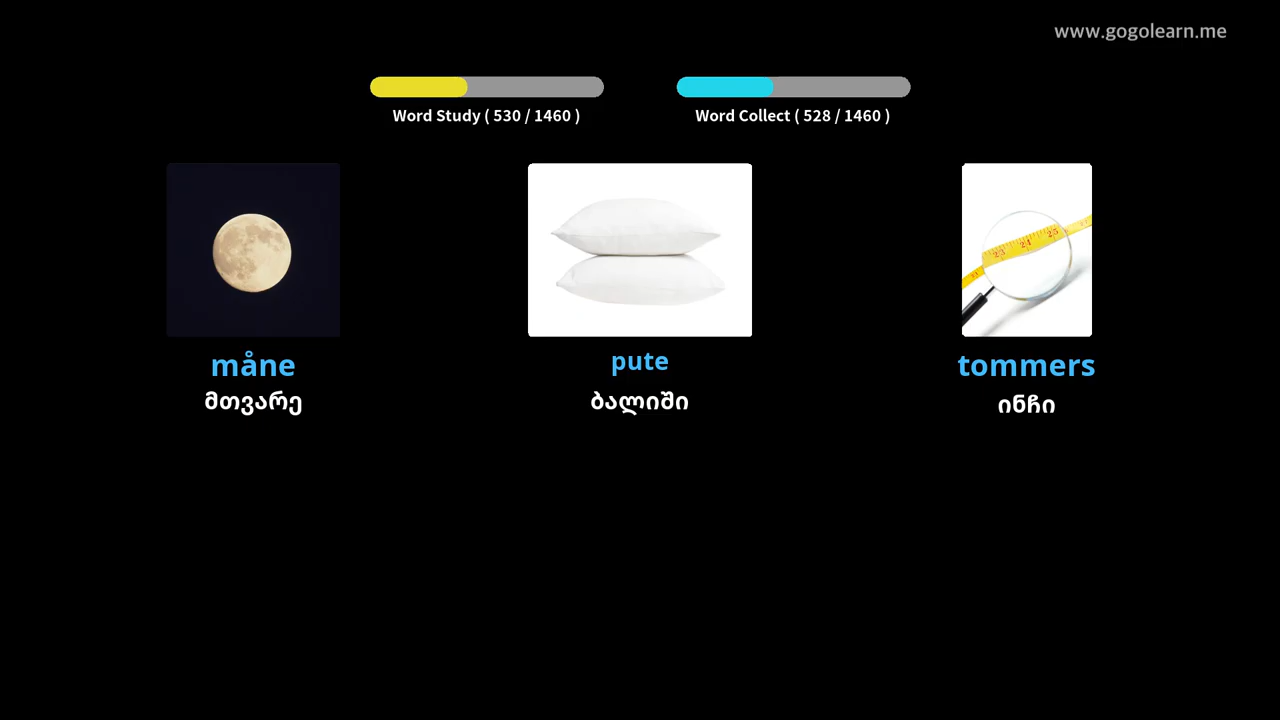 www.gogolearn.me
Word Study ( 530 / 1460 )
Word Collect ( 528 / 1460 )
måne
pute
tommers
მთვარე
ბალიში
ინჩი